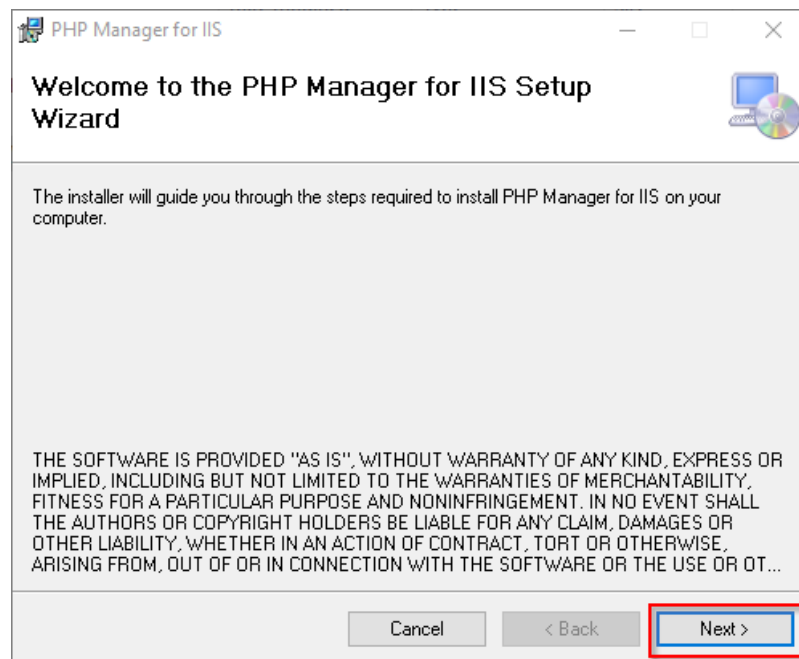 PHP Manager for IIS
Welcome to the PHP Manager for IIS Setup
Wizard
The installer will guide you through the steps required to install PHP Manager for IIS on your
computer.
THE SOFTWARE IS PROVIDED "AS IS", WITHOUT WARRANTY OF ANY KIND, EXPRESS OR
IMPLIED, INCLUDING BUT NOT LIMITED TO THE WARRANTIES OF MERCHANTABILITY,
FITNESS FOR A PARTICULAR PURPOSE AND NONINFRINGEMENT. IN NO EVENT SHALL
THE AUTHORS OR COPYRIGHT HOLDERS BE LIABLE FOR ANY CLAIM, DAMAGES OR
OTHER LIABILITY, WHETHER IN AN ACTION OF CONTRACT, TORT OR OTHERWISE,
ARISING FROM, OUT OF OR IN CONNECTION WITH THE SOFTWARE OR THE USE OR OT...
Cancel < Back Next >